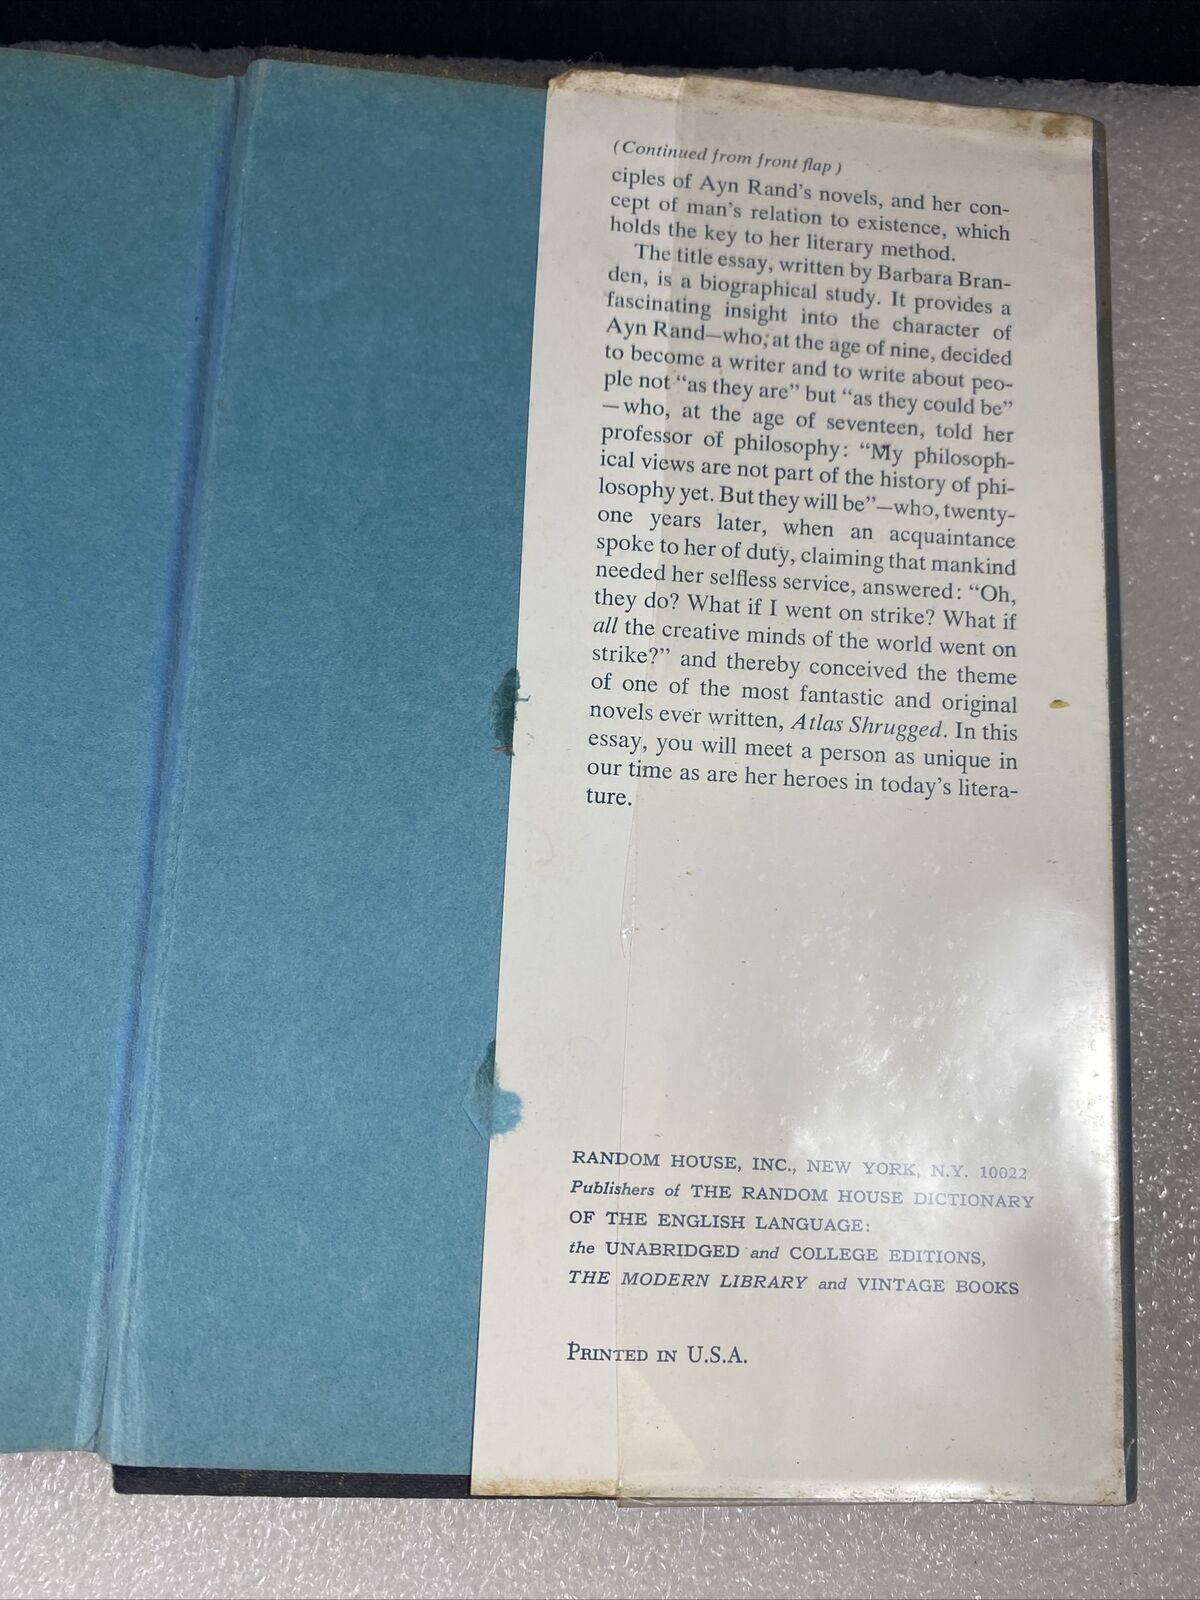 (Continued from front flap)
ciples of Ayn Rand's novels, and her con-
cept of man's relation to existence, which
holds the key to her literary method.
The title essay, written by Barbara Bran-
den, is a biographical study. It provides a
fascinating insight into the character of
Ayn Rand—who, at the age of nine, decided
to become a writer and to write about peo-
ple not "as they are" but "as they could be"
—who, at the age of seventeen, told her
professor of philosophy: "My philosoph-
ical views are not part of the history of phi-
losophy yet. But they will be"—who, twenty-
one years later, when an acquaintance
spoke to her of duty, claiming that mankind
needed her selfless service, answered: "Oh,
they do? What if I went on strike? What if
all the creative minds of the world went on
strike?" and thereby conceived the theme
of one of the most fantastic and original
novels ever written, Atlas Shrugged. In this
essay, you will meet a person as unique in
our time as are her heroes in today's litera-
ture.
RANDOM HOUSE, INC., NEW YORK, N.Y. 10022
Publishers of THE RANDOM HOUSE DICTIONARY
OF THE ENGLISH LANGUAGE:
the UNABRIDGED and COLLEGE EDITIONS,
THE MODERN LIBRARY and VINTAGE BOOKS
PRINTED IN U.S.A.